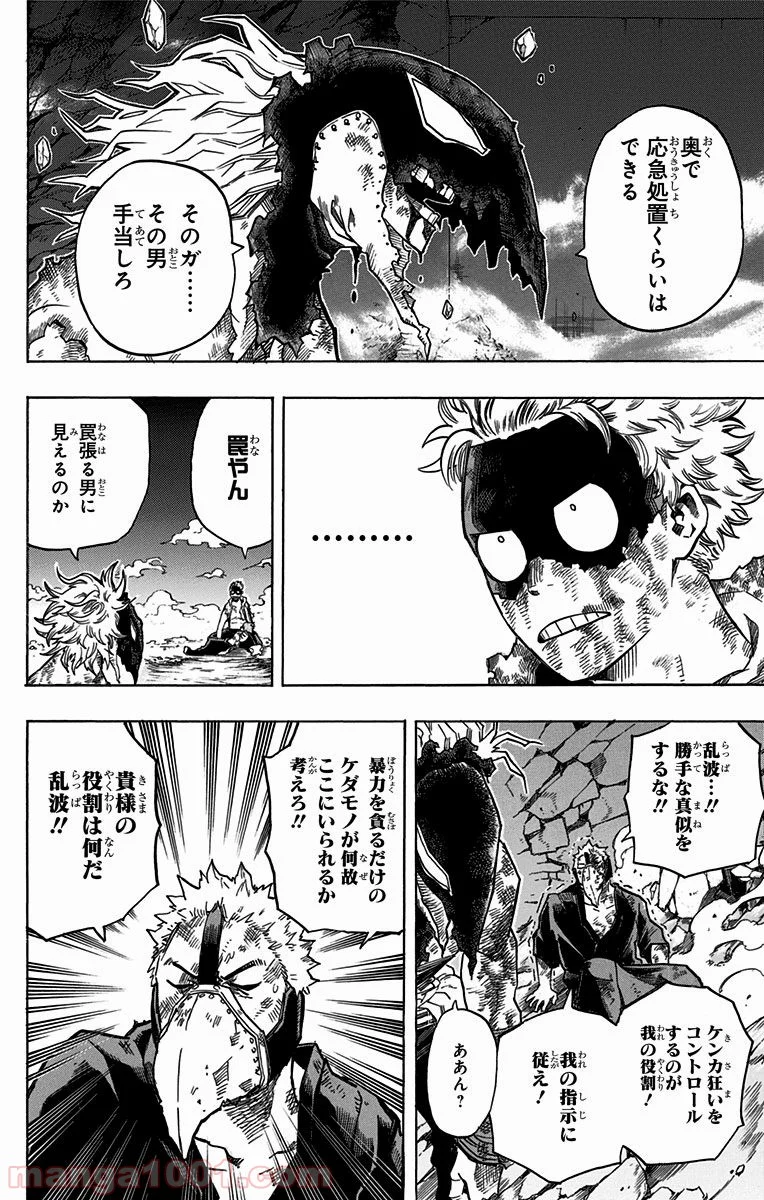 奥で
応急処置くらいは
できる
そのガ……
その男
手当しろ
………
罠やん
罠張る男に
見えるのか
乱波…!!
勝手な真似を
するな!!
ケンカ狂いを
コントロール
するのが
我の役割!
我の指示に
従え!
ああん?
暴力を貪るだけの
ケダモノが何故
ここにいられるか
考えろ!!
貴様の
役割は何だ
乱波!!
manga1001.com